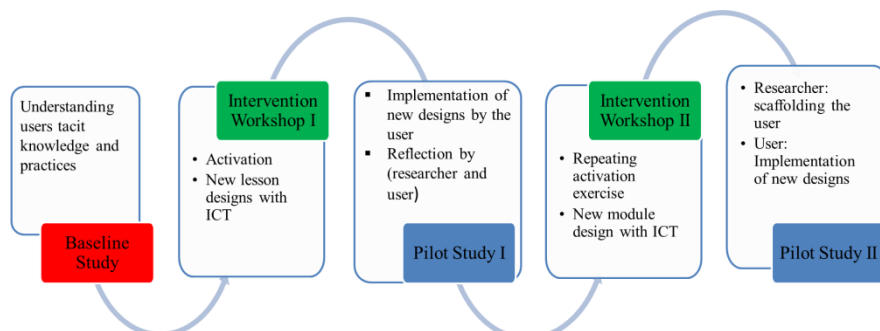 Understanding
users tacit
knowledge and
practices
Baseline
Study
Intervention
Workshop I
• Activation
• New lesson
designs with
ICT
▪ Implementation of
new designs by the
user
▪ Reflection by
(researcher and
user)
Pilot Study I
Intervention
Workshop II
• Repeating
activation
exercise
• New module
design with ICT
• Researcher:
scaffolding the
user
• User:
Implementation
of new designs
Pilot Study II